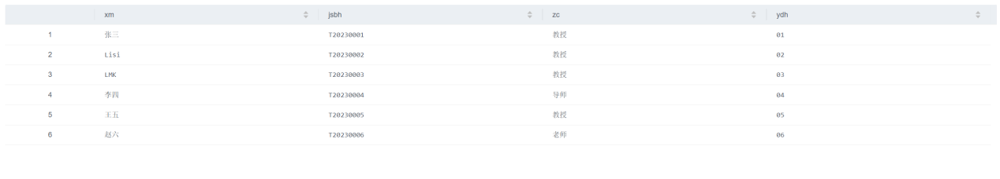 xm jsbh zc ydh
1 张三 T20230001 教授 01
2 Lisi T20230002 教授 02
3 LMK T20230003 教授 03
4 李四 T20230004 导师 04
5 王五 T20230005 教授 05
6 赵六 T20230006 老师 06